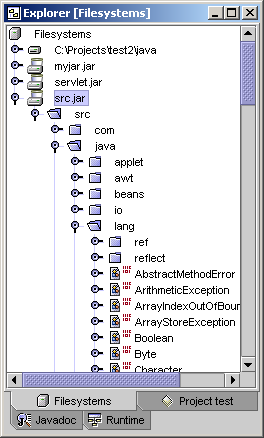 Explorer [Filesystems]
Filesystems
C:\Projects\test2\java
myjar.jar
servlet.jar
src.jar
src
com
java
applet
awt
beans
io
lang
ref
reflect
AbstractMethodError
ArithmeticException
ArrayIndexOutOfBour
ArrayStoreException
Boolean
Byte
Character
Filesystems Project test
Javadoc Runtime